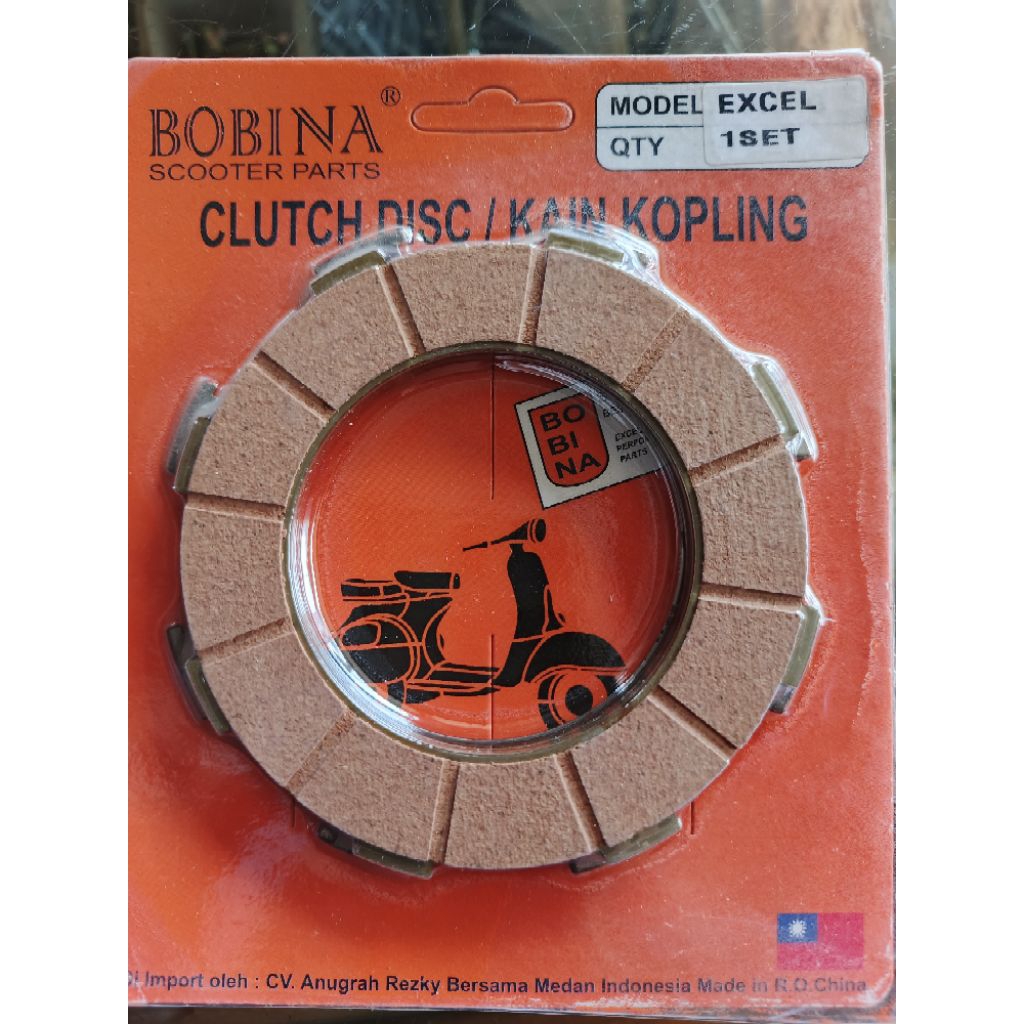 BOBINA®
SCOOTER PARTS
MODEL EXCEL
QTY 1SET
CLUTCH DISC / KAIN KOPLING
BO
BI
NA
PARTS
Import oleh : CV. Anugrah Rezky Bersama Medan Indonesia Made in R.O.China